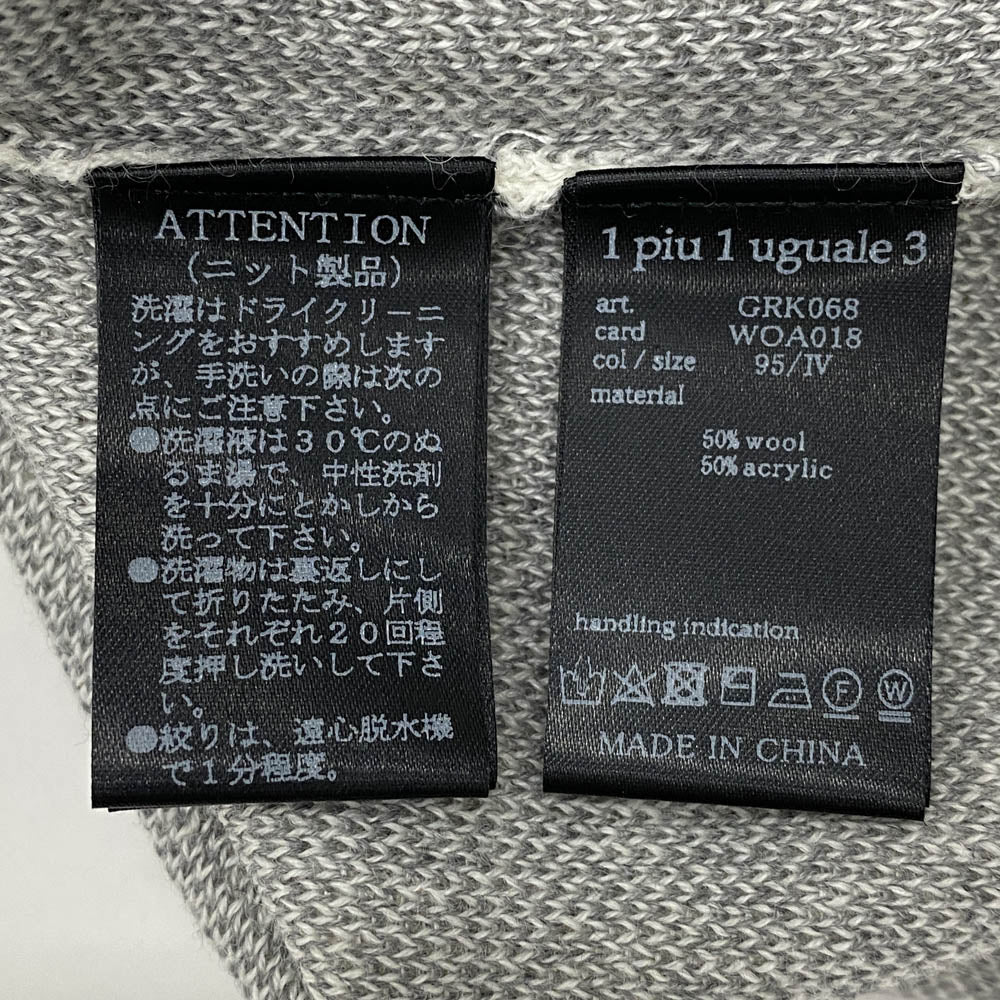 ATTENTION
(ニット製品)
洗濯はドライクリーニ
ングをおすすめします
が、手洗いの際は次の
点にご注意下さい。
●洗濯液は30℃のぬ
るま湯で、中性洗剤
を十分にとかしから
洗って下さい。
●洗濯物は裏返しにし
て折りたたみ、片側
をそれぞれ20回程
度押し洗いして下さ
い。
●絞りは、遠心脱水機
で1分程度。
1 piu 1 uguale 3
art. GRK068
card WOA018
col / size 95/IV
material
50% wool
50% acrylic
handling indication
F W
MADE IN CHINA